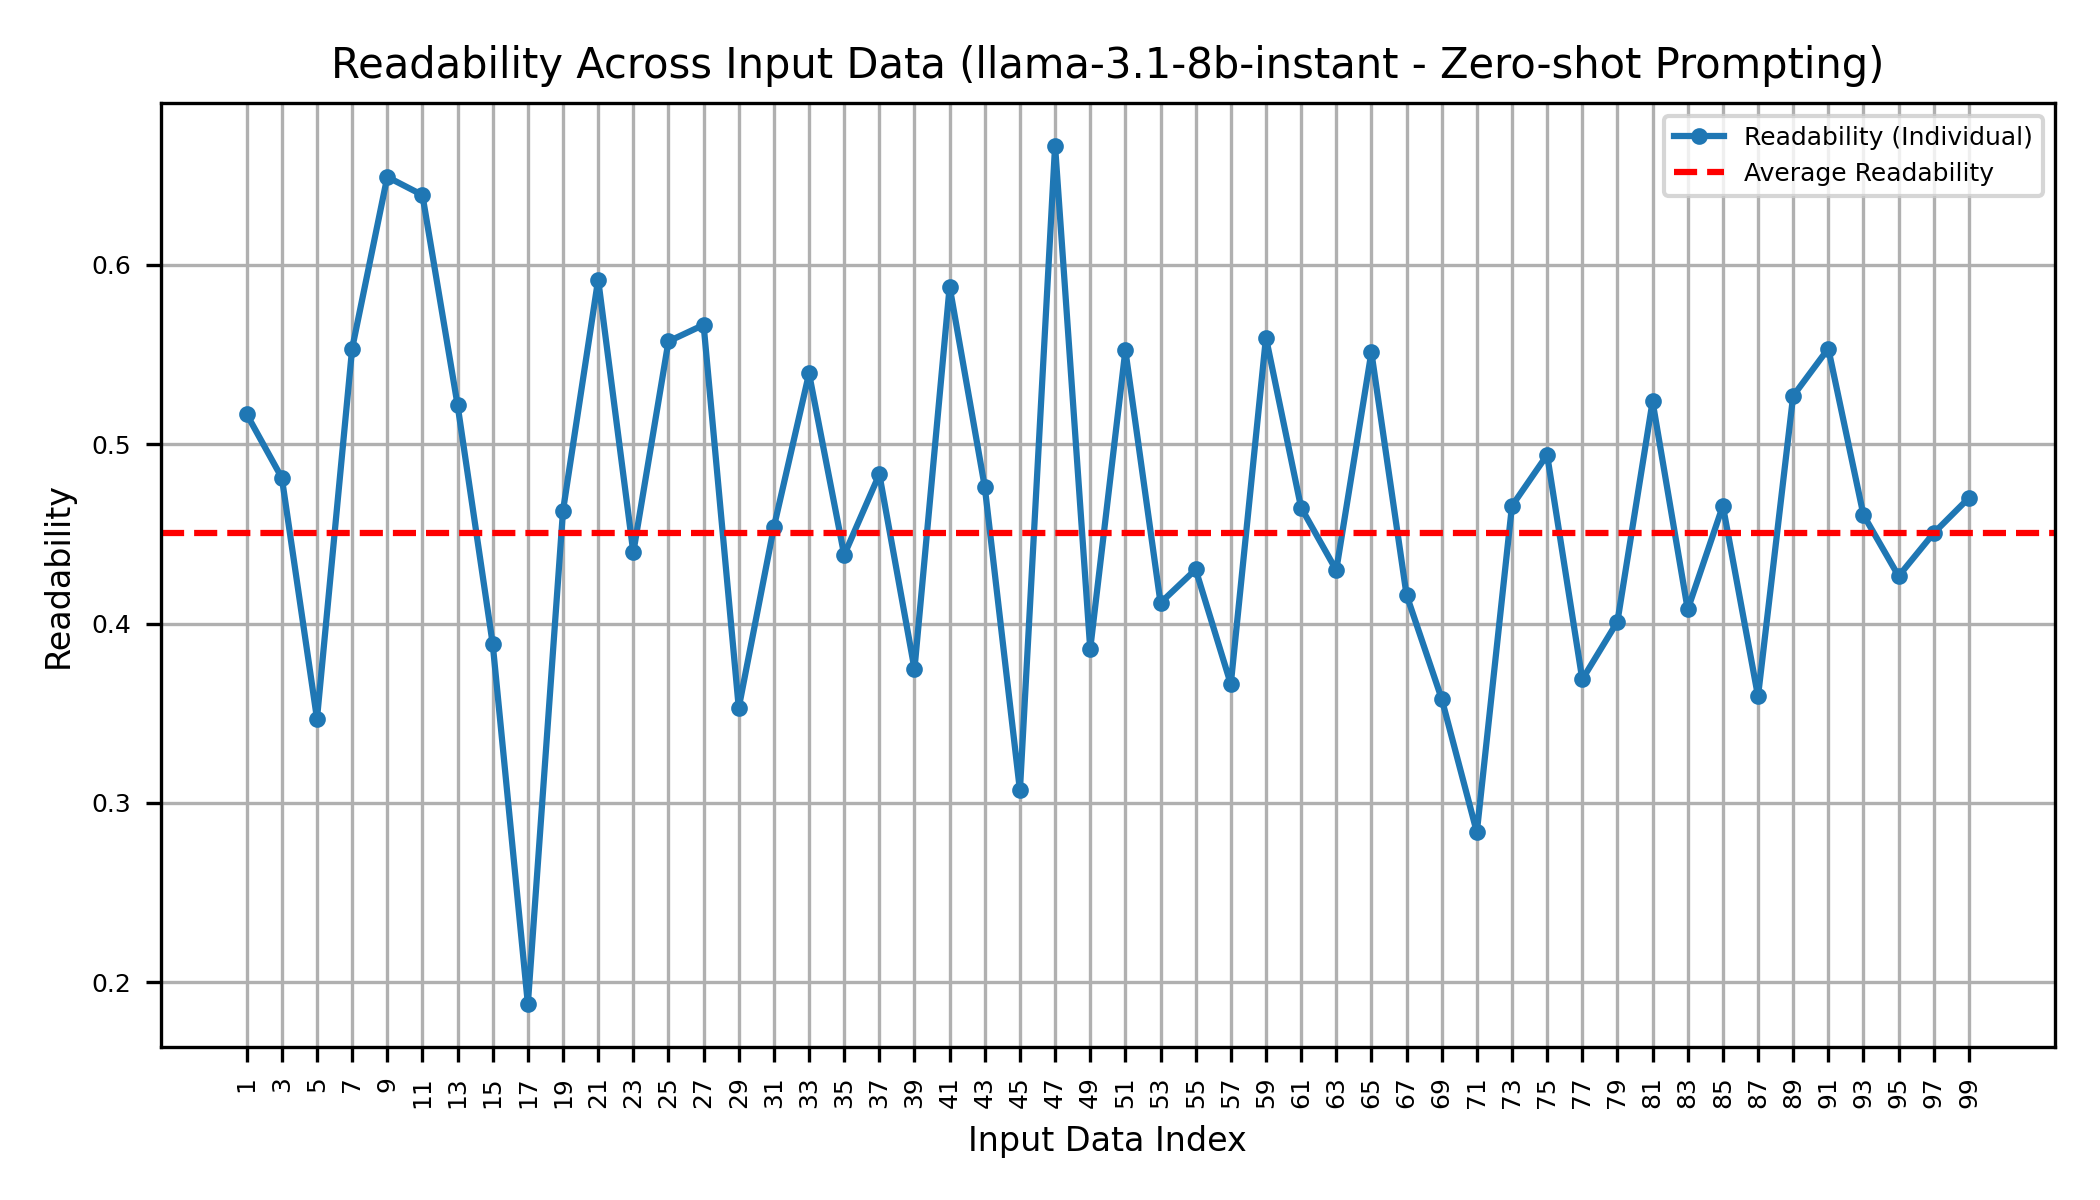 Readability Across Input Data (llama-3.1-8b-instant - Zero-shot Prompting)
Readability (Individual)
Average Readability
Readability
0.6
0.5
0.4
0.3
0.2
1 3 5 7 9 11 13 15 17 19 21 23 25 27 29 31 33 35 37 39 41 43 45 47 49 51 53 55 57 59 61 63 65 67 69 71 73 75 77 79 81 83 85 87 89 91 93 95 97 99
Input Data Index